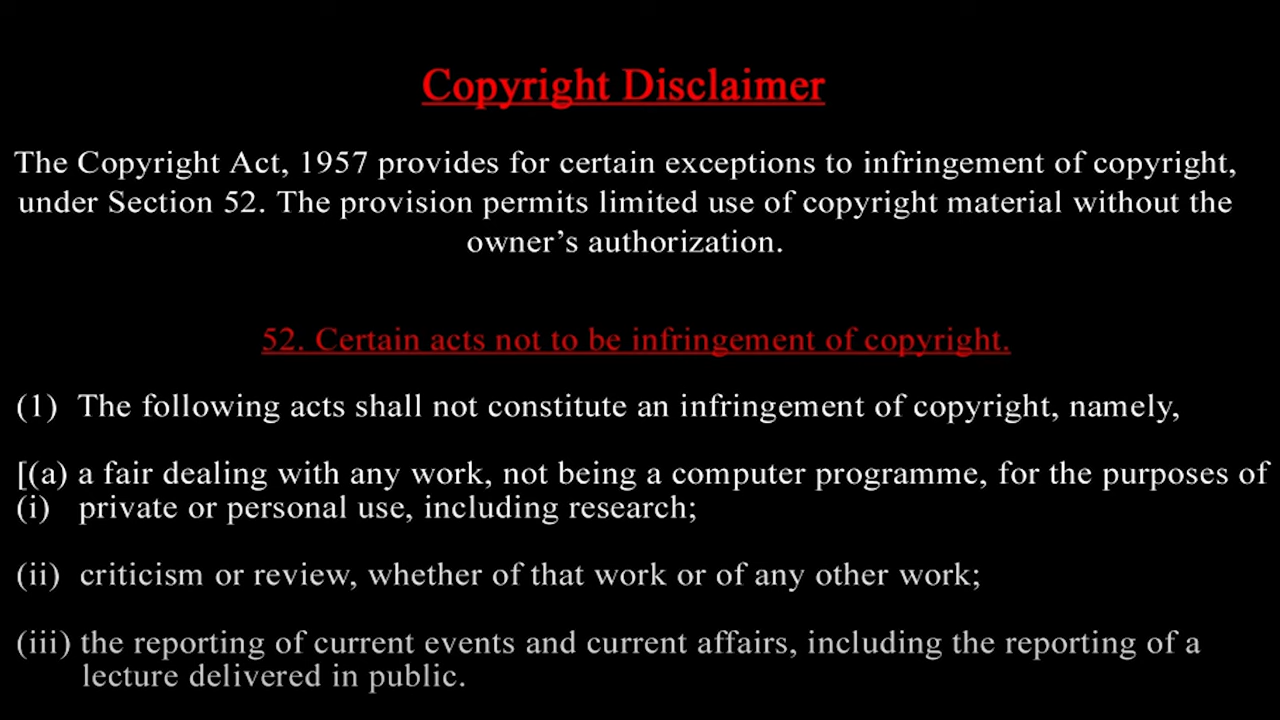 Copyright Disclaimer
The Copyright Act, 1957 provides for certain exceptions to infringement of copyright,
under Section 52. The provision permits limited use of copyright material without the
owner’s authorization.
52. Certain acts not to be infringement of copyright.
(1) The following acts shall not constitute an infringement of copyright, namely,
[(a) a fair dealing with any work, not being a computer programme, for the purposes of
(i) private or personal use, including research;
(ii) criticism or review, whether of that work or of any other work;
(iii) the reporting of current events and current affairs, including the reporting of a
lecture delivered in public.